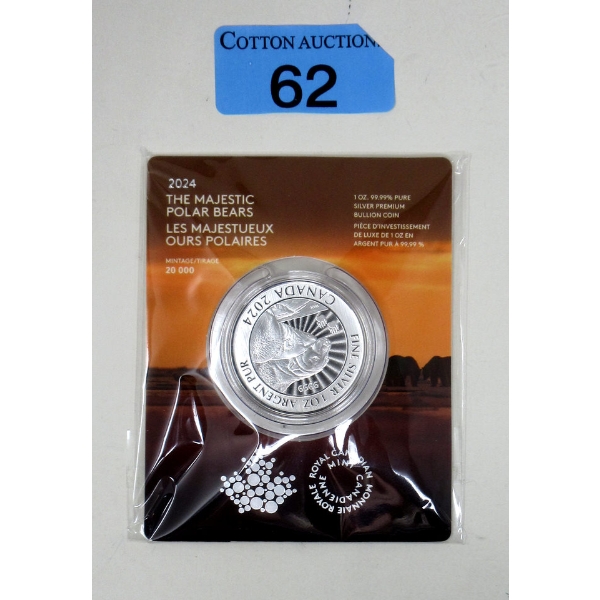 COTTON AUCTION
62
2024
THE MAJESTIC
POLAR BEARS
LES MAJESTUEUX
OURS POLAIRES
MINTAGE/TIRAGE
20 000
1 OZ. 99.99% PURE
SILVER PREMIUM
BULLION COIN
PIÈCE D'INVESTISSEMENT
DE LUXE DE 1 OZ EN
ARGENT PUR À 99,99 %
CANADA 2024
FINE SILVER 1 OZ ARGENT PUR
9999
ROYAL CANADIAN MINT
MONNAIE ROYALE CANADIENNE